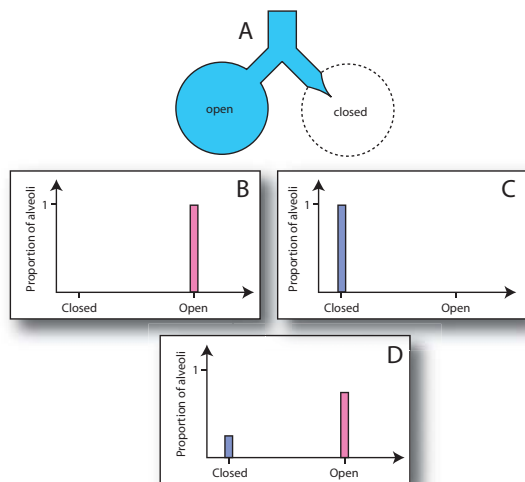 A
open
closed
B
Proportion of alveoli
1
Closed
Open
C
Proportion of alveoli
1
Closed
Open
D
Proportion of alveoli
1
Closed
Open